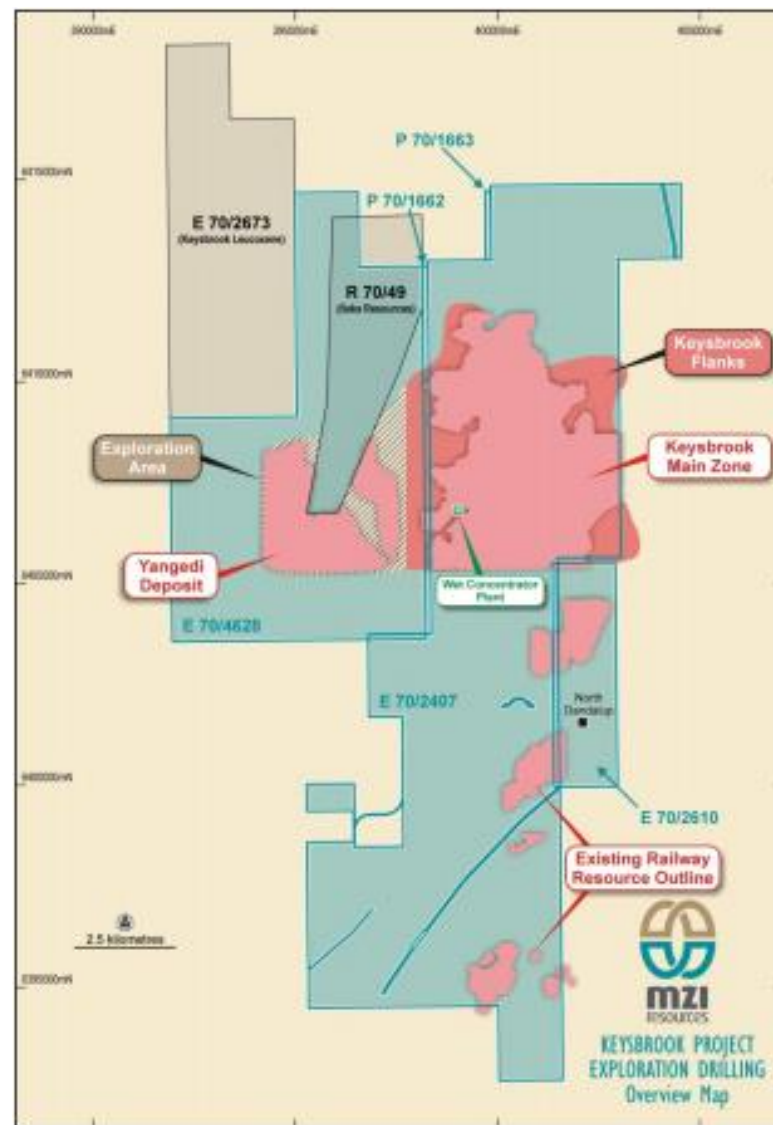 400000mE
P 70/1663
P 70/1662
E 70/2673
(Keysbrook Leucoxene)
R 70/49
Keysbrook
Flanks
Exploration
Area
Keysbrook
Main Zone
Yangedi
Deposit
Wet Concentrator
Plant
E 70/4628
E 70/2407
North
Dandalup
E 70/2610
Existing Railway
Resource Outline
2.5 kilometres
mzi
RESOURCES
KEYSBROOK PROJECT
EXPLORATION DRILLING
Overview Map